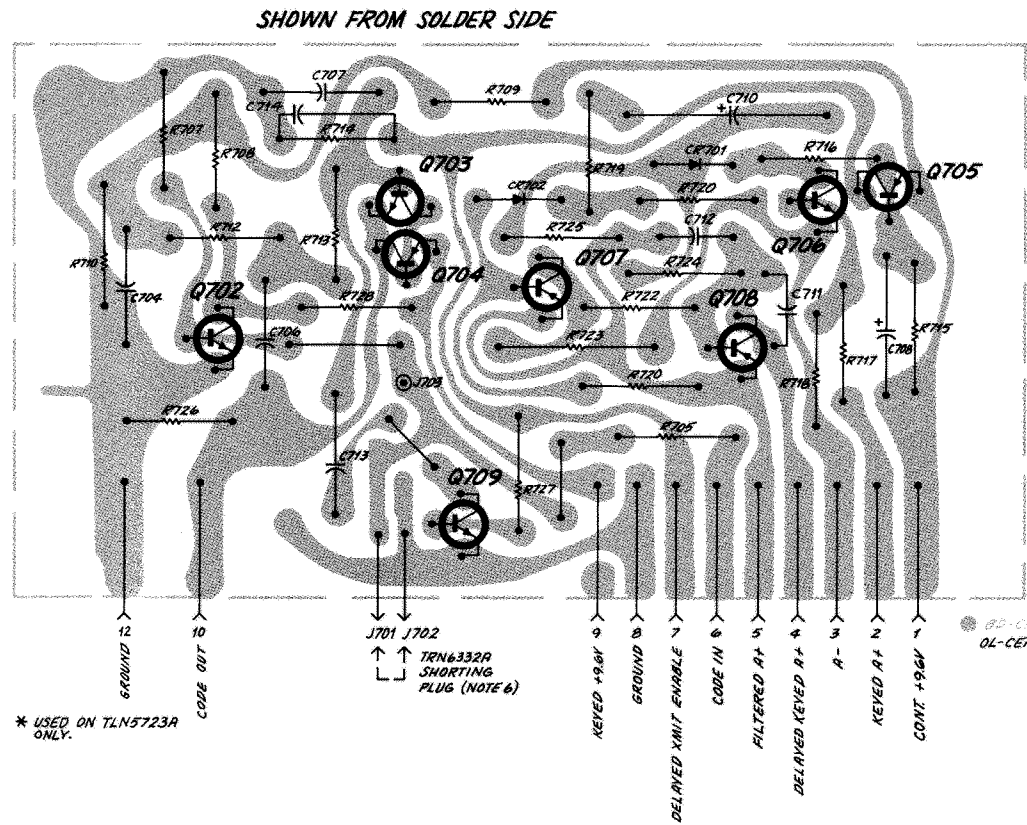 SHOWN FROM SOLDER SIDE
C707
C714
R714
R709
C710
R707
R708
CR701
R716
Q703
Q705
R719
CR702
R720
R710
R712
R713
C712
R725
Q706
Q704
Q707
R724
C704
Q702
R728
R722
Q708
C711
C706
R723
R717
C708
R715
J703
R720
R718
R726
R705
C713
Q709
R727
12
10
J701 J702
9
8
7
6
5
4
3
2
1
GROUND
CODE OUT
TRN6332A
SHORTING
PLUG (NOTE 6)
KEYED +9.6V
GROUND
DELAYED XMIT ENABLE
CODE IN
FILTERED A+
DELAYED KEYED A+
A-
KEYED A+
CONT. +9.6V
* USED ON TLN5723A
ONLY.